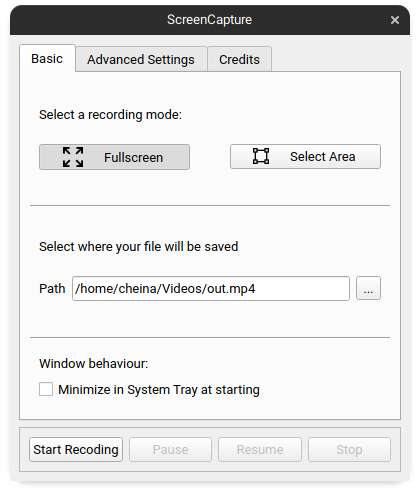 ScreenCapture
Basic Advanced Settings Credits
Select a recording mode:
Fullscreen Select Area
Select where your file will be saved
Path /home/cheina/Videos/out.mp4 ...
Window behaviour:
Minimize in System Tray at starting
Start Recoding Pause Resume Stop